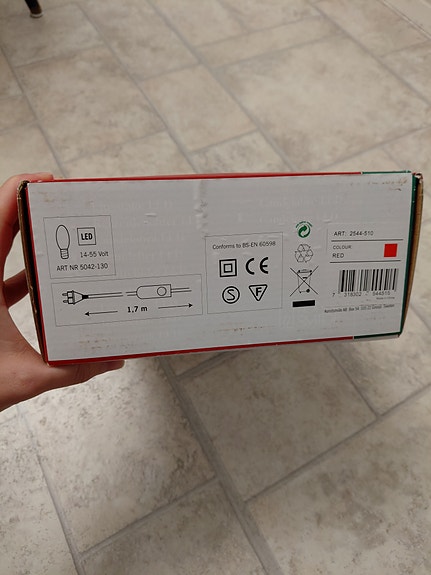 LED
14-55 Volt
ART NR 5042-130
1,7 m
Conforms to BS-EN 60598
CE
S
F
ART: 2544-510
COLOUR:
RED